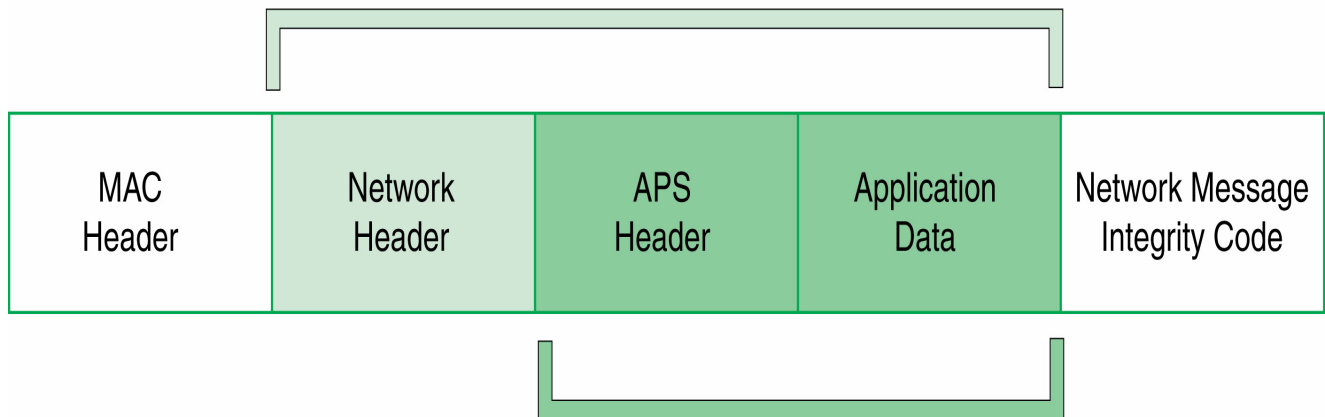 MAC
Header
Network
Header
APS
Header
Application
Data
Network Message
Integrity Code